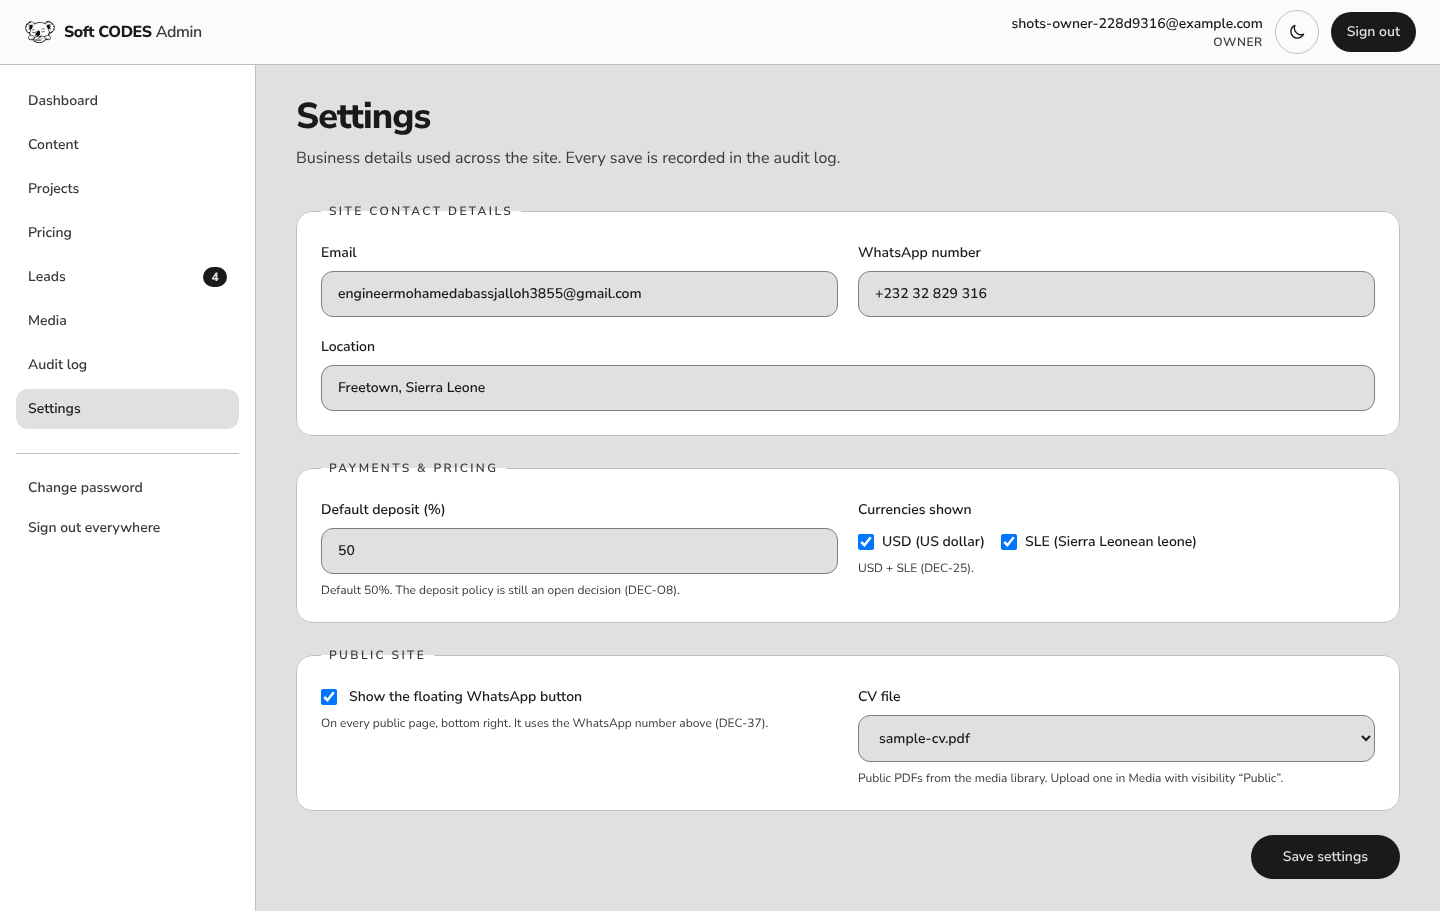 Soft CODES Admin
shots-owner-228d9316@example.com
OWNER
Sign out
Dashboard
Content
Projects
Pricing
Leads 4
Media
Audit log
Settings
Change password
Sign out everywhere
Settings
Business details used across the site. Every save is recorded in the audit log.
SITE CONTACT DETAILS
Email
engineermohamedabassjalloh3855@gmail.com
WhatsApp number
+232 32 829 316
Location
Freetown, Sierra Leone
PAYMENTS & PRICING
Default deposit (%)
50
Default 50%. The deposit policy is still an open decision (DEC-O8).
Currencies shown
USD (US dollar) SLE (Sierra Leonean leone)
USD + SLE (DEC-25).
PUBLIC SITE
Show the floating WhatsApp button
On every public page, bottom right. It uses the WhatsApp number above (DEC-37).
CV file
sample-cv.pdf
Public PDFs from the media library. Upload one in Media with visibility “Public”.
Save settings